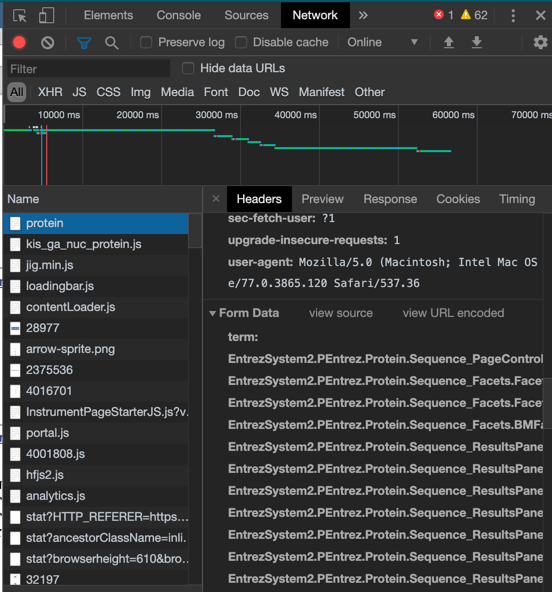 Elements Console Sources Network » 1 62
Preserve log Disable cache Online
Filter Hide data URLs
All XHR JS CSS Img Media Font Doc WS Manifest Other
10000 ms 20000 ms 30000 ms 40000 ms 50000 ms 60000 ms 70000 ms
Name
protein
kis_ga_nuc_protein.js
jig.min.js
loadingbar.js
contentLoader.js
28977
arrow-sprite.png
2375536
4016701
InstrumentPageStarterJS.js?v...
portal.js
4001808.js
hfjs2.js
analytics.js
stat?HTTP_REFERER=https...
stat?ancestorClassName=inli...
stat?browserheight=610&bro...
32197
× Headers Preview Response Cookies Timing
sec-fetch-user: ?1
upgrade-insecure-requests: 1
user-agent: Mozilla/5.0 (Macintosh; Intel Mac OS
e/77.0.3865.120 Safari/537.36
Form Data view source view URL encoded
term:
EntrezSystem2.PEntrez.Protein.Sequence_PageControl
EntrezSystem2.PEntrez.Protein.Sequence_Facets.Face
EntrezSystem2.PEntrez.Protein.Sequence_Facets.Face
EntrezSystem2.PEntrez.Protein.Sequence_Facets.BMFa
EntrezSystem2.PEntrez.Protein.Sequence_ResultsPane
EntrezSystem2.PEntrez.Protein.Sequence_ResultsPane
EntrezSystem2.PEntrez.Protein.Sequence_ResultsPane
EntrezSystem2.PEntrez.Protein.Sequence_ResultsPane
EntrezSystem2.PEntrez.Protein.Sequence_ResultsPane
EntrezSystem2.PEntrez.Protein.Sequence_ResultsPane
EntrezSystem2.PEntrez.Protein.Sequence_ResultsPane